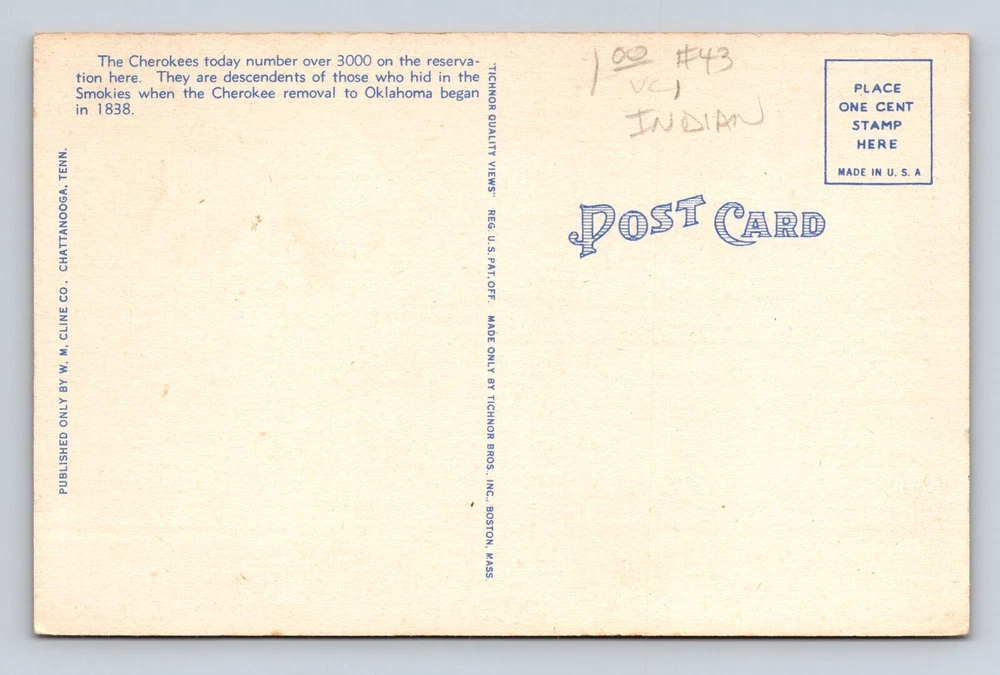 The Cherokees today number over 3000 on the reserva-
tion here. They are descendents of those who hid in the
Smokies when the Cherokee removal to Oklahoma began
in 1838.
PUBLISHED ONLY BY W. M. CLINE CO., CHATTANOOGA, TENN.
"TICHNOR QUALITY VIEWS" REG. U.S. PAT. OFF. MADE ONLY BY TICHNOR BROS., INC., BOSTON, MASS.
1 00 #43
INDIAN
PLACE
ONE CENT
STAMP
HERE
MADE IN U. S. A
POST CARD